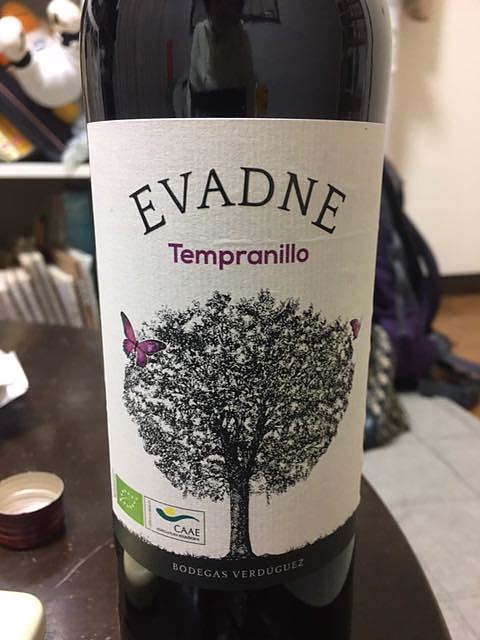 EVADNE
Tempranillo
CAAE
BODEGAS VERDÚGUEZ